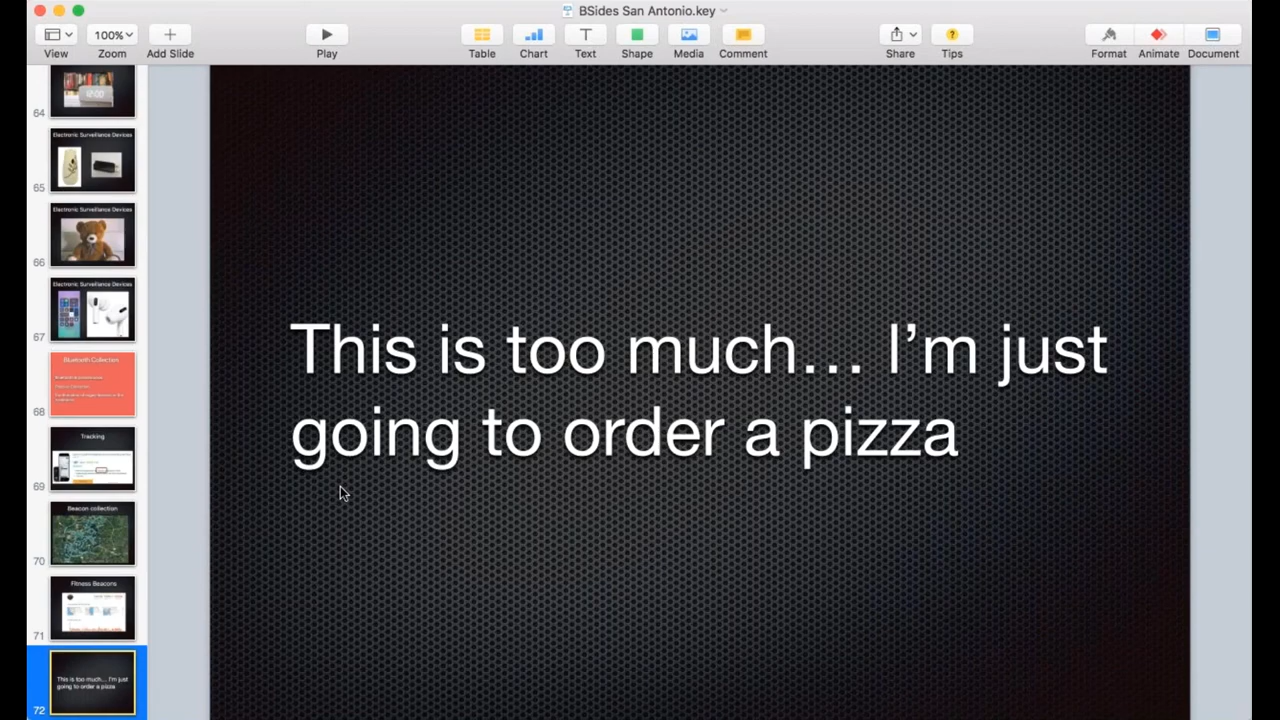 BSides San Antonio.key
100%
View
Zoom
Add Slide
Play
Table
Chart
Text
Shape
Media
Comment
Share
Tips
Format
Animate
Document
12:00
64
Electronic Surveillance Devices
65
Electronic Surveillance Devices
66
Electronic Surveillance Devices
67
Bluetooth Collection
68
Tracking
69
Beacon collection
70
Fitness Beacons
71
This is too much... I'm just
going to order a pizza
72
This is too much… I’m just
going to order a pizza